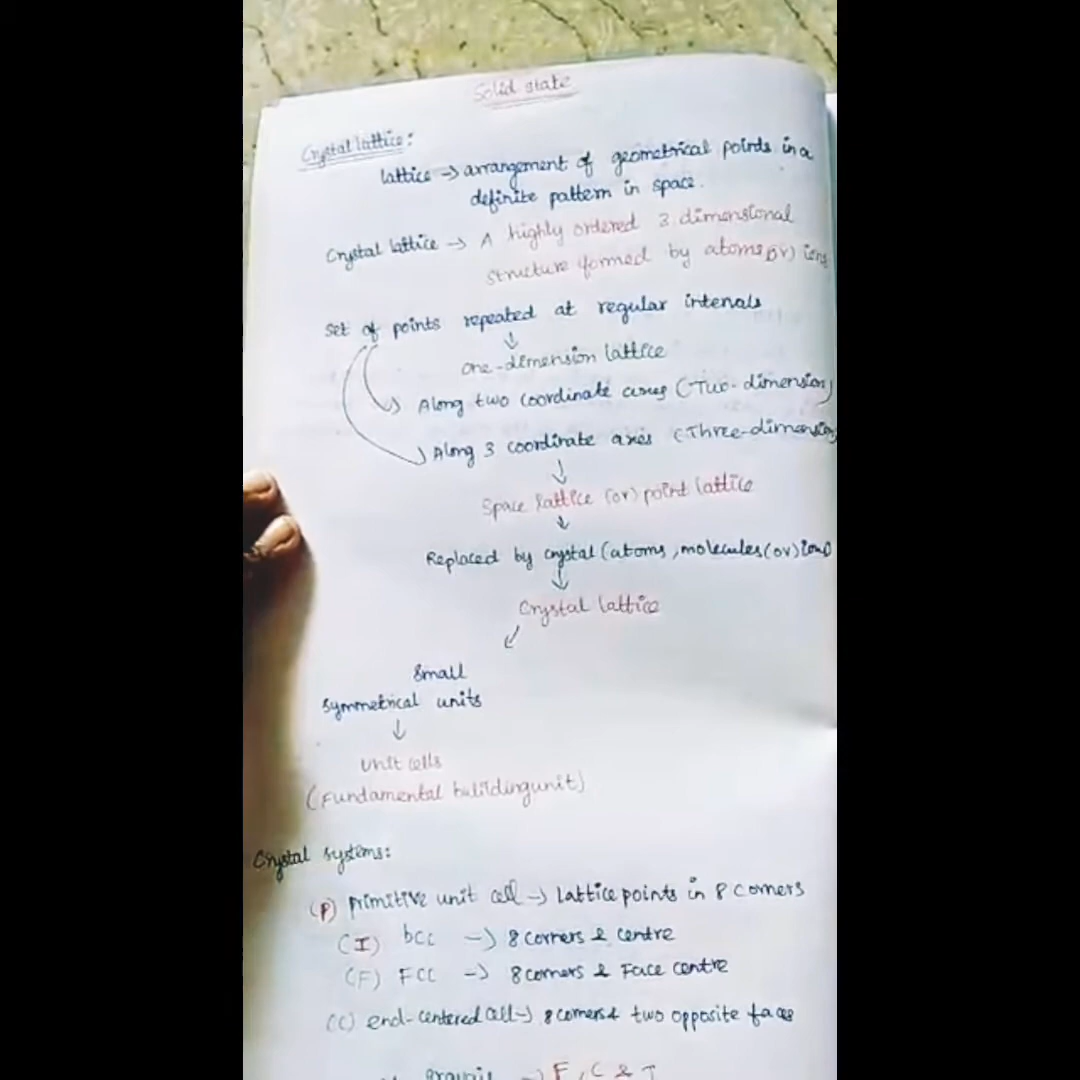 Solid state
Crystal lattice:
lattice → arrangement of geometrical points in a
definite pattern in space.
Crystal lattice → A highly ordered 3 dimensional
structure formed by atoms (or) ions
Set of points repeated at regular intervals
↓
one-dimension lattice
Along two coordinate axes (Two-dimension)
Along 3 coordinate axes (Three-dimension
↓
Space lattice (or) point lattice
↓
Replaced by crystal (atoms, molecules (or) ions)
↓
Crystal lattice
Small
symmetrical units
↓
Unit cells
(Fundamental building unit)
Crystal systems:
(P) primitive unit cell → Lattice points in 8 corners
(I) bcc → 8 corners & centre
(F) FCC → 8 corners & Face centre
(C) end-centered cell → 8 corners & two opposite faces
→ F, C & I